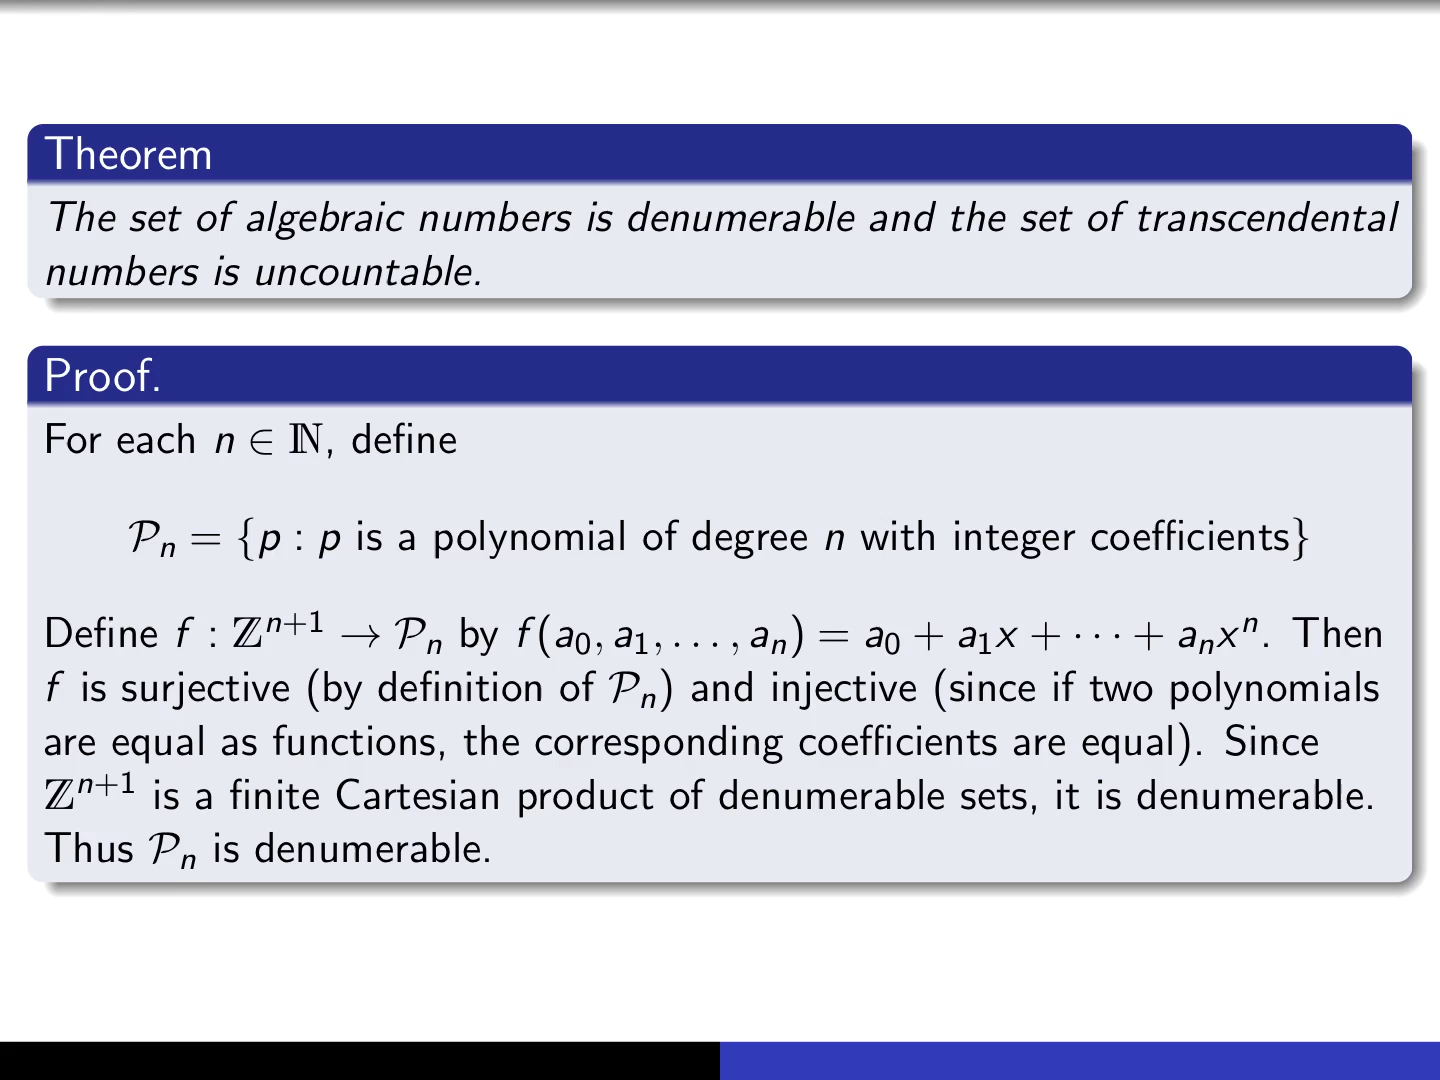 Theorem
The set of algebraic numbers is denumerable and the set of transcendental
numbers is uncountable.
Proof.
For each n ∈ ℕ, define
𝒫ₙ = {p : p is a polynomial of degree n with integer coefficients}
Define f : ℤⁿ⁺¹ → 𝒫ₙ by f(a₀, a₁, . . . , aₙ) = a₀ + a₁x + · · · + aₙxⁿ. Then
f is surjective (by definition of 𝒫ₙ) and injective (since if two polynomials
are equal as functions, the corresponding coefficients are equal). Since
ℤⁿ⁺¹ is a finite Cartesian product of denumerable sets, it is denumerable.
Thus 𝒫ₙ is denumerable.